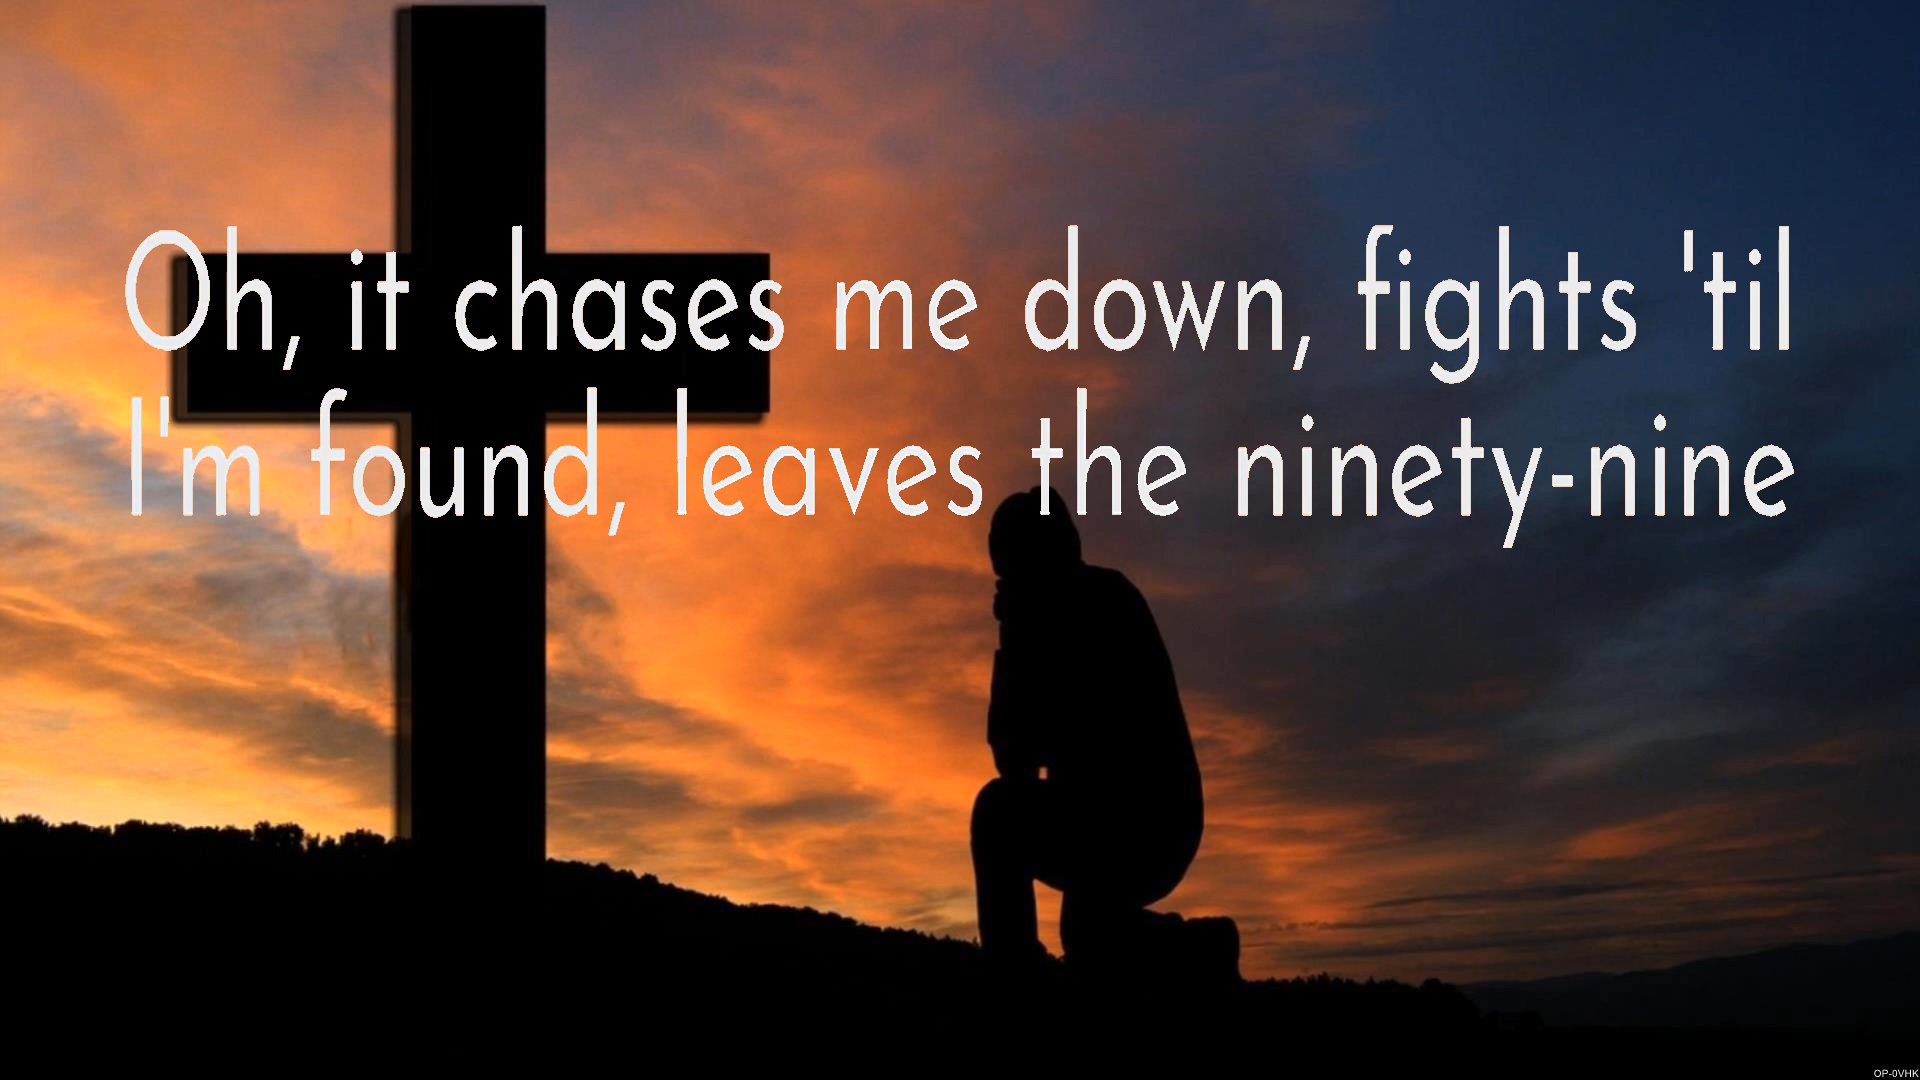 Oh, it chases me down, fights 'til
I'm found, leaves the ninety-nine
OP-0VHK